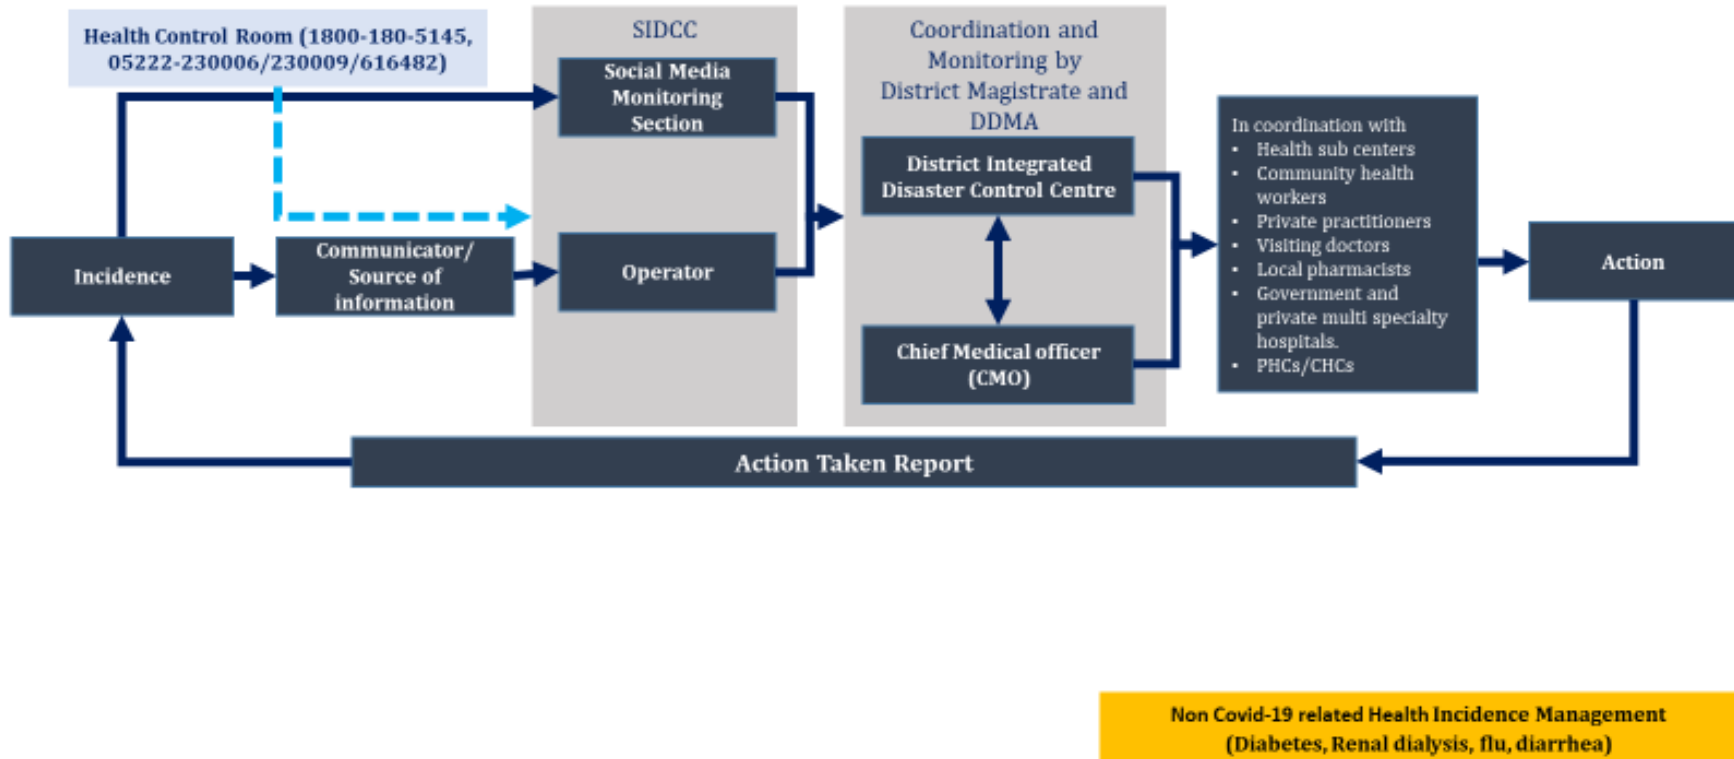 Health Control Room (1800-180-5145,
05222-230006/230009/616482)
SIDCC
Social Media
Monitoring
Section
Coordination and
Monitoring by
District Magistrate and
DDMA
District Integrated
Disaster Control Centre
In coordination with
▪ Health sub centers
▪ Community health
workers
▪ Private practitioners
▪ Visiting doctors
▪ Local pharmacists
▪ Government and
private multi specialty
hospitals.
▪ PHCs/CHCs
Incidence
Communicator/
Source of
information
Operator
Chief Medical officer
(CMO)
Action
Action Taken Report
Non Covid-19 related Health Incidence Management
(Diabetes, Renal dialysis, flu, diarrhea)